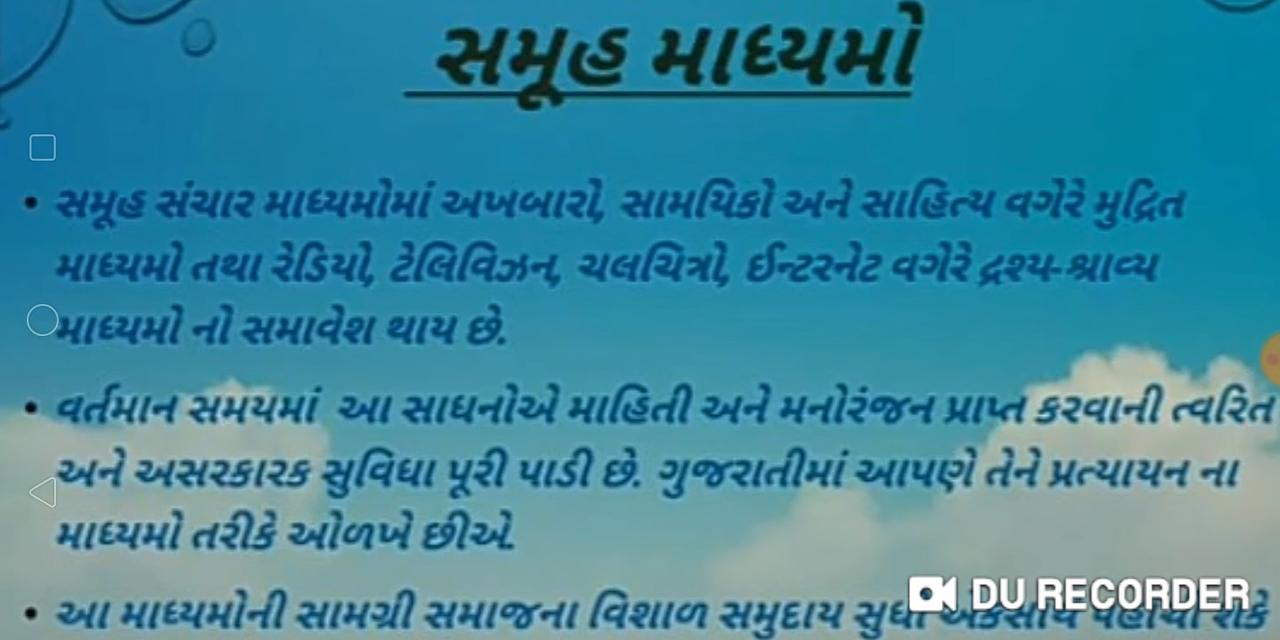 સમૂહ માધ્યમો
• સમૂહ સંચાર માધ્યમોમાં અખબારો, સામયિકો અને સાહિત્ય વગેરે મુદ્રિત
માધ્યમો તથા રેડિયો, ટેલિવિઝન, ચલચિત્રો, ઈન્ટરનેટ વગેરે દ્રશ્ય-શ્રાવ્ય
માધ્યમો નો સમાવેશ થાય છે.
• વર્તમાન સમયમાં આ સાધનોએ માહિતી અને મનોરંજન પ્રાપ્ત કરવાની ત્વરિત
અને અસરકારક સુવિધા પૂરી પાડી છે. ગુજરાતીમાં આપણે તેને પ્રત્યાયન ના
માધ્યમો તરીકે ઓળખે છીએ.
• આ માધ્યમોની સામગ્રી સમાજના વિશાળ સમુદાય
DU RECORDER